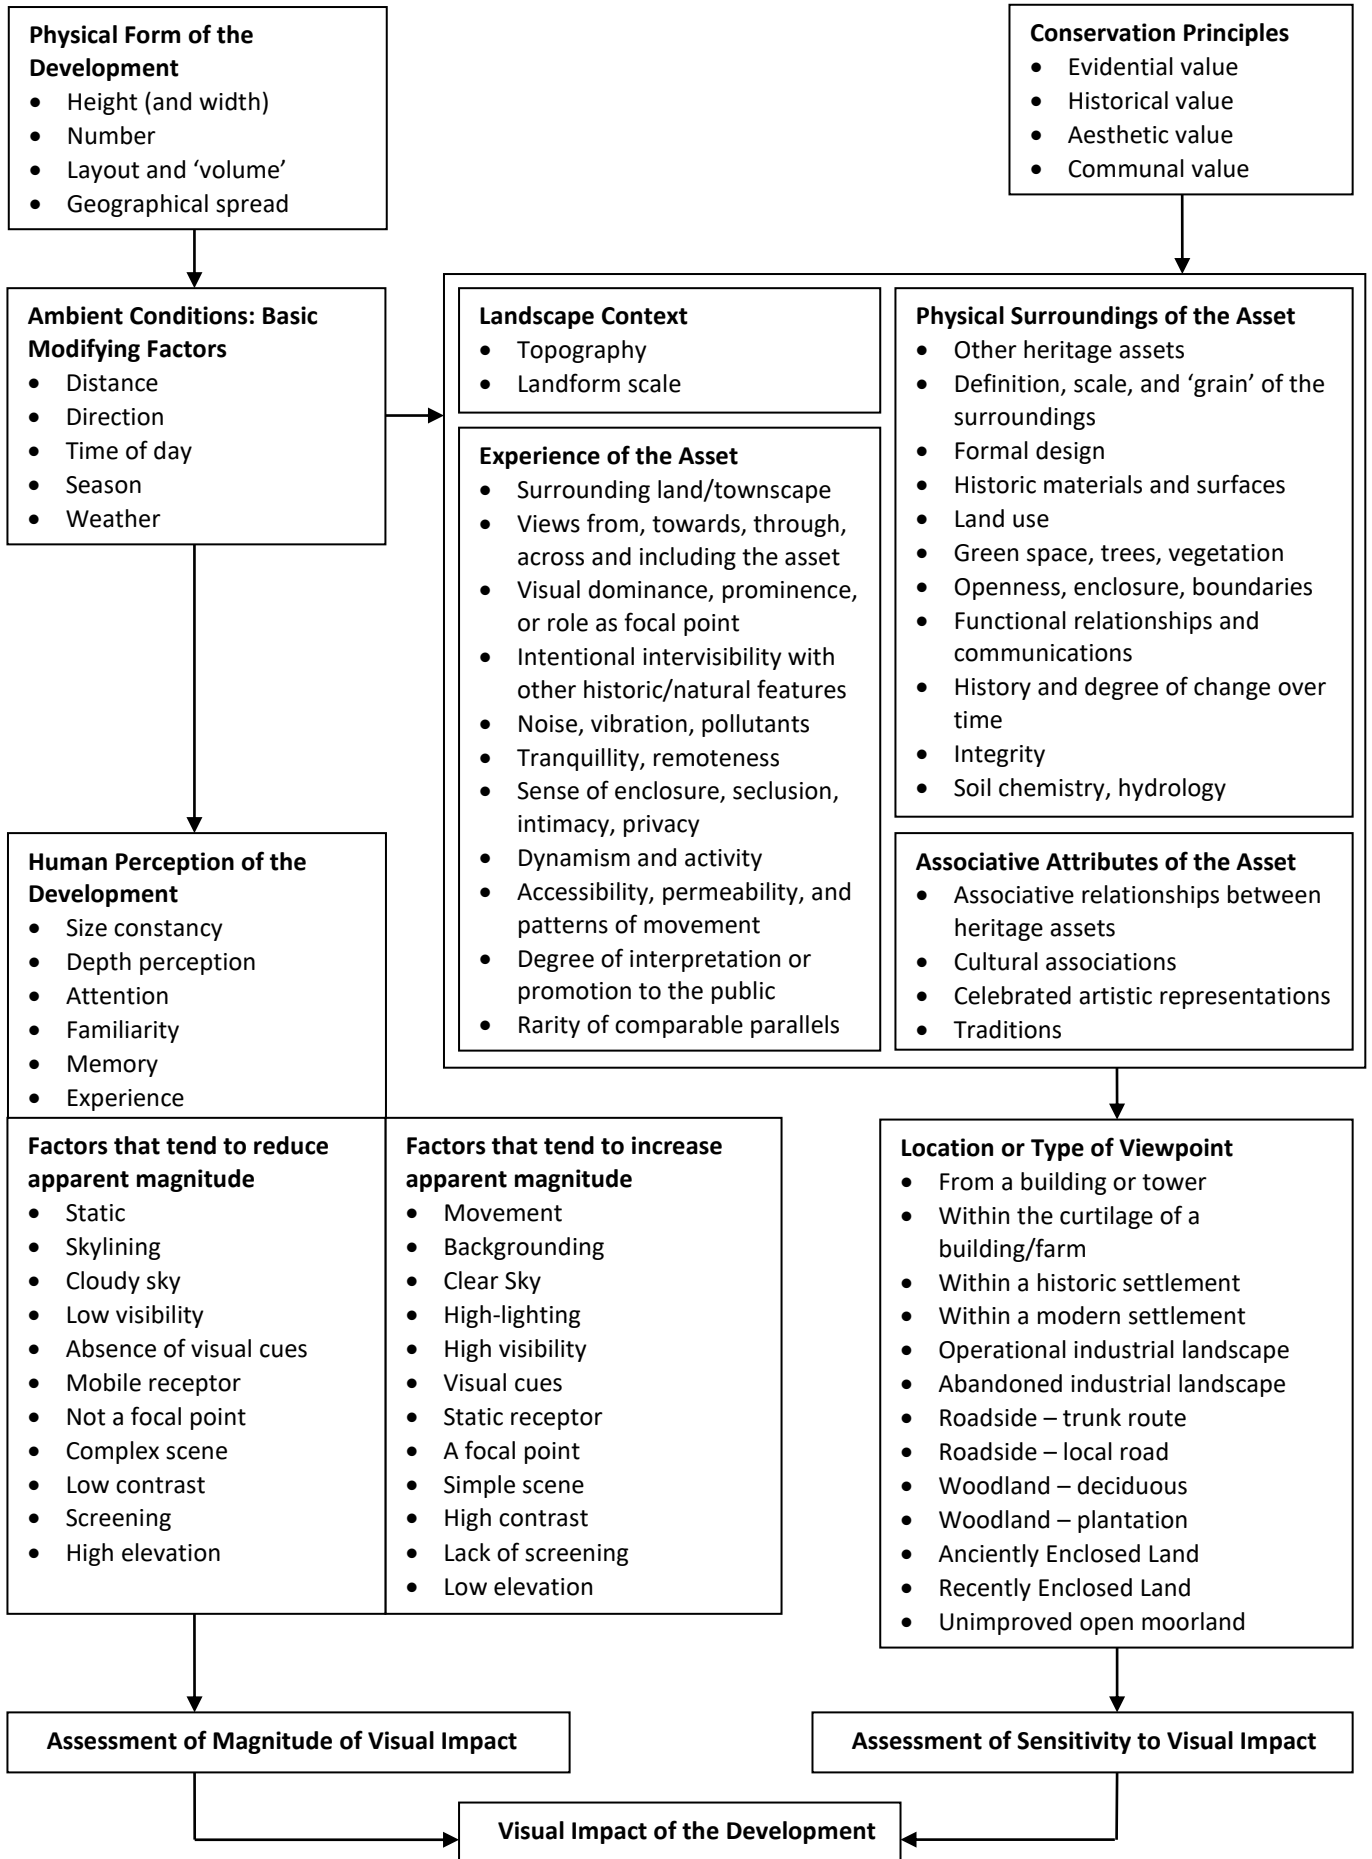 Physical Form of the
Development
• Height (and width)
• Number
• Layout and ‘volume’
• Geographical spread
Conservation Principles
• Evidential value
• Historical value
• Aesthetic value
• Communal value
Ambient Conditions: Basic
Modifying Factors
• Distance
• Direction
• Time of day
• Season
• Weather
Landscape Context
• Topography
• Landform scale
Experience of the Asset
• Surrounding land/townscape
• Views from, towards, through,
across and including the asset
• Visual dominance, prominence,
or role as focal point
• Intentional intervisibility with
other historic/natural features
• Noise, vibration, pollutants
• Tranquillity, remoteness
• Sense of enclosure, seclusion,
intimacy, privacy
• Dynamism and activity
• Accessibility, permeability, and
patterns of movement
• Degree of interpretation or
promotion to the public
• Rarity of comparable parallels
Physical Surroundings of the Asset
• Other heritage assets
• Definition, scale, and ‘grain’ of the
surroundings
• Formal design
• Historic materials and surfaces
• Land use
• Green space, trees, vegetation
• Openness, enclosure, boundaries
• Functional relationships and
communications
• History and degree of change over
time
• Integrity
• Soil chemistry, hydrology
Associative Attributes of the Asset
• Associative relationships between
heritage assets
• Cultural associations
• Celebrated artistic representations
• Traditions
Human Perception of the
Development
• Size constancy
• Depth perception
• Attention
• Familiarity
• Memory
• Experience
Factors that tend to reduce
apparent magnitude
• Static
• Skylining
• Cloudy sky
• Low visibility
• Absence of visual cues
• Mobile receptor
• Not a focal point
• Complex scene
• Low contrast
• Screening
• High elevation
Factors that tend to increase
apparent magnitude
• Movement
• Backgrounding
• Clear Sky
• High-lighting
• High visibility
• Visual cues
• Static receptor
• A focal point
• Simple scene
• High contrast
• Lack of screening
• Low elevation
Location or Type of Viewpoint
• From a building or tower
• Within the curtilage of a
building/farm
• Within a historic settlement
• Within a modern settlement
• Operational industrial landscape
• Abandoned industrial landscape
• Roadside – trunk route
• Roadside – local road
• Woodland – deciduous
• Woodland – plantation
• Anciently Enclosed Land
• Recently Enclosed Land
• Unimproved open moorland
Assessment of Magnitude of Visual Impact
Assessment of Sensitivity to Visual Impact
Visual Impact of the Development